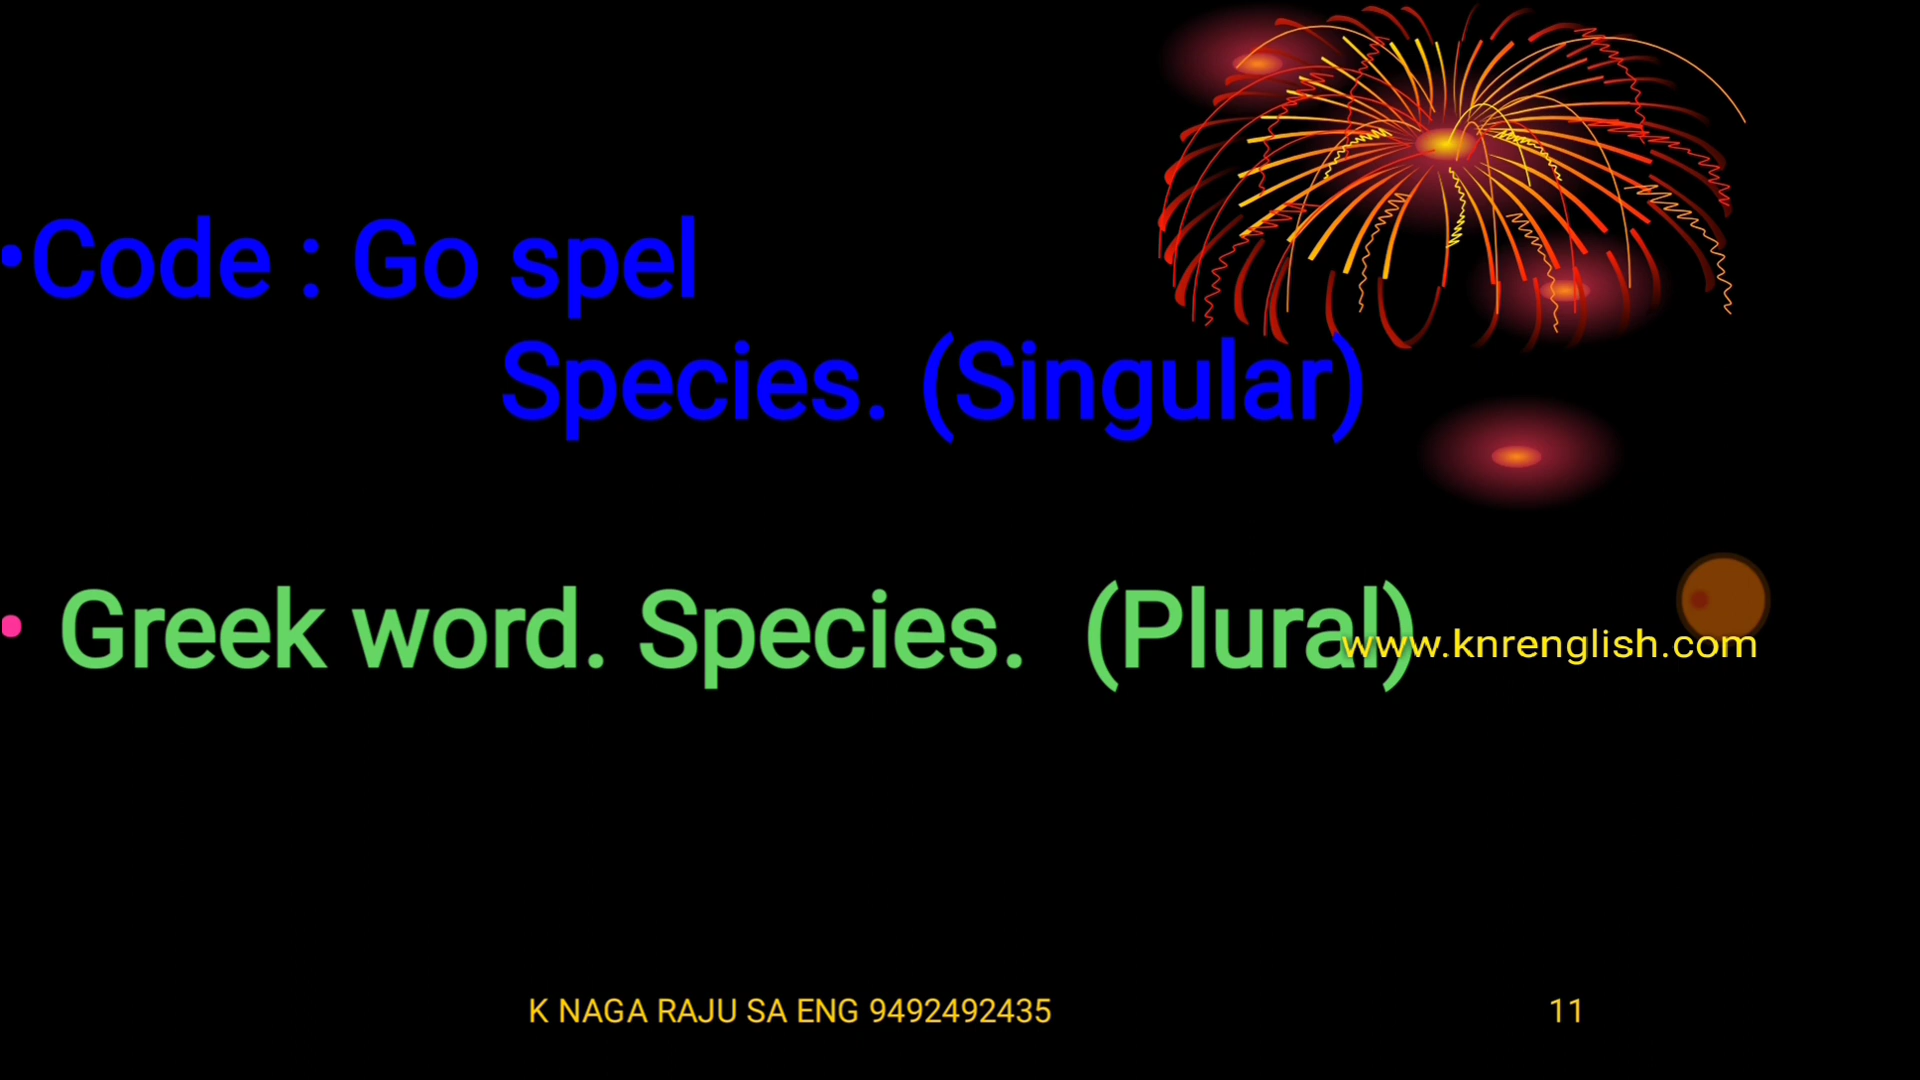 •Code : Go spel
Species. (Singular)
• Greek word. Species. (Plural)
www.knrenglish.com
K NAGA RAJU SA ENG 9492492435
11